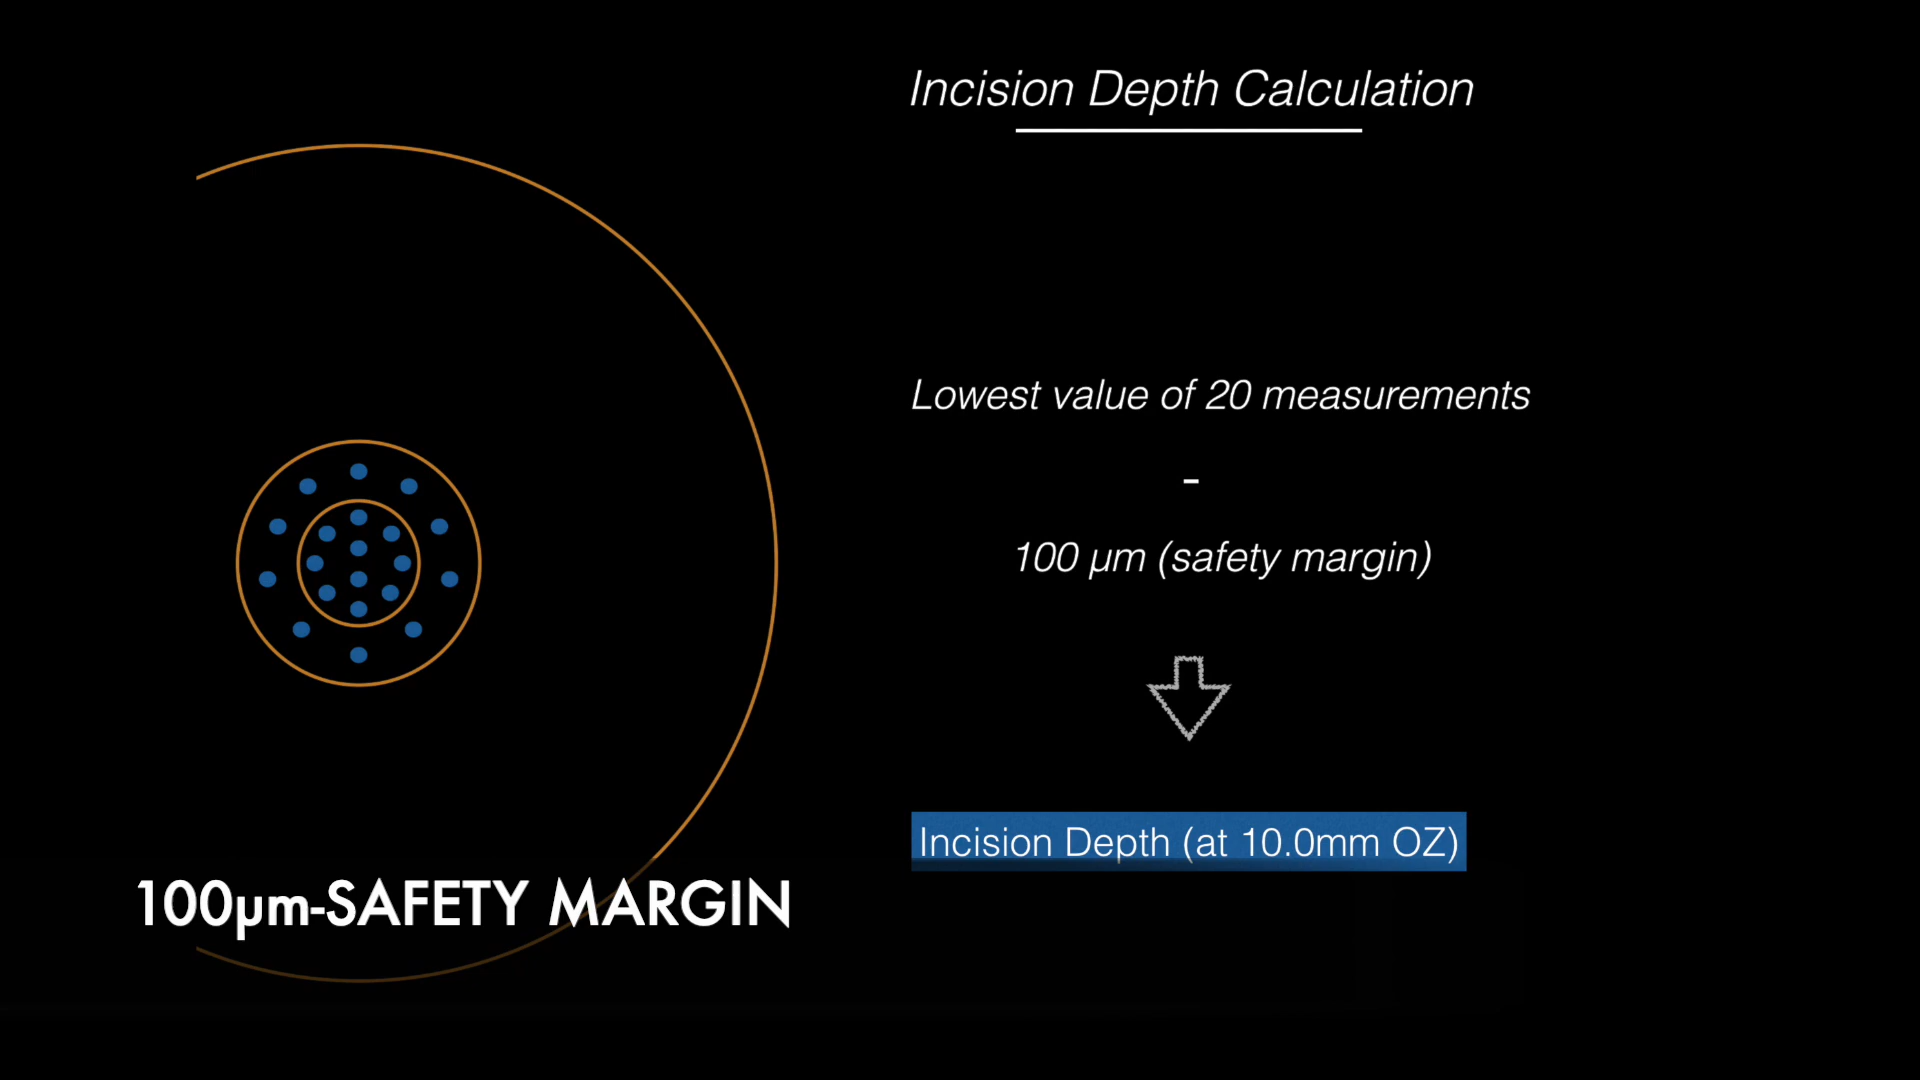 Incision Depth Calculation
Lowest value of 20 measurements
-
100 µm (safety margin)
Incision Depth (at 10.0mm OZ)
100µm-SAFETY MARGIN